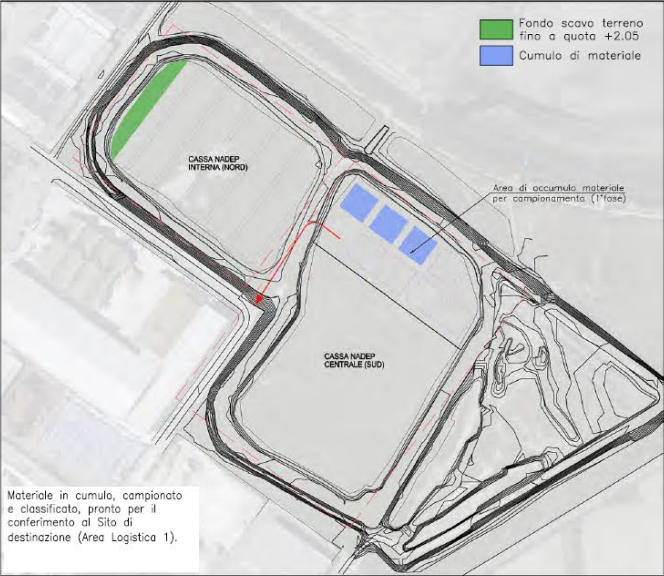 Fondo scavo terreno
fino a quota +2.05
Cumulo di materiale
CASSA NADEP
INTERNA (NORD)
Area di accumulo materiale
per campionamento (1°fase)
CASSA NADEP
CENTRALE (SUD)
Materiale in cumulo, campionato
e classificato, pronto per il
conferimento al Sito di
destinazione (Area Logistica 1).